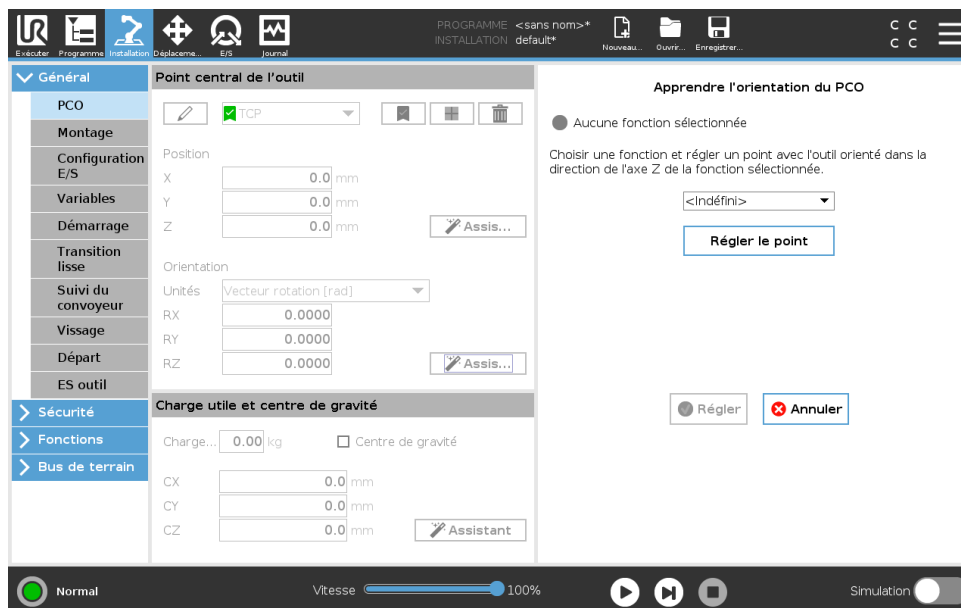 PROGRAMME <sans nom>*
INSTALLATION default*
Exécuter Programme Installation Déplaceme... E/S Journal
Nouveau... Ouvrir... Enregistrer...
C C
C C
Général
PCO
Montage
Configuration
E/S
Variables
Démarrage
Transition
lisse
Suivi du
convoyeur
Vissage
Départ
ES outil
Sécurité
Fonctions
Bus de terrain
Point central de l'outil
TCP
Position
X 0.0 mm
Y 0.0 mm
Z 0.0 mm Assis...
Orientation
Unités Vecteur rotation [rad]
RX 0.0000
RY 0.0000
RZ 0.0000 Assis...
Charge utile et centre de gravité
Charge... 0.00 kg Centre de gravité
CX 0.0 mm
CY 0.0 mm
CZ 0.0 mm Assistant
Apprendre l'orientation du PCO
Aucune fonction sélectionnée
Choisir une fonction et régler un point avec l'outil orienté dans la
direction de l'axe Z de la fonction sélectionnée.
<Indéfini>
Régler le point
Régler Annuler
Normal Vitesse 100% Simulation